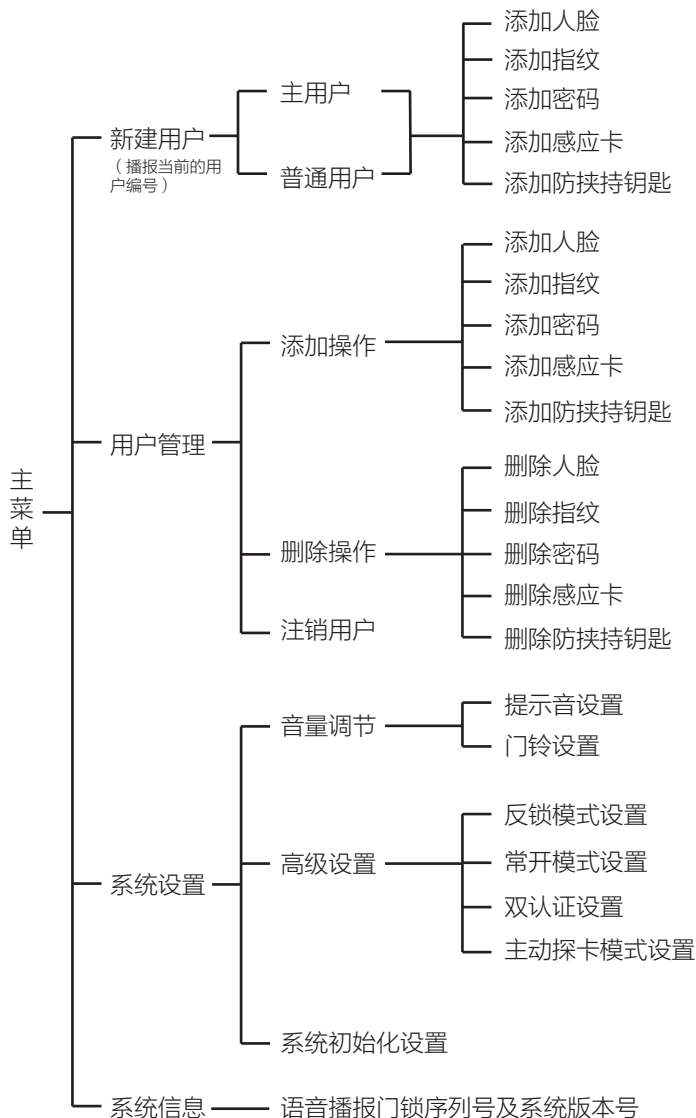 主菜单
新建用户
（播报当前的用
户编号）
主用户
普通用户
添加人脸
添加指纹
添加密码
添加感应卡
添加防挟持钥匙
用户管理
添加操作
添加人脸
添加指纹
添加密码
添加感应卡
添加防挟持钥匙
删除操作
删除人脸
删除指纹
删除密码
删除感应卡
删除防挟持钥匙
注销用户
系统设置
音量调节
提示音设置
门铃设置
高级设置
反锁模式设置
常开模式设置
双认证设置
主动探卡模式设置
系统初始化设置
系统信息
语音播报门锁序列号及系统版本号